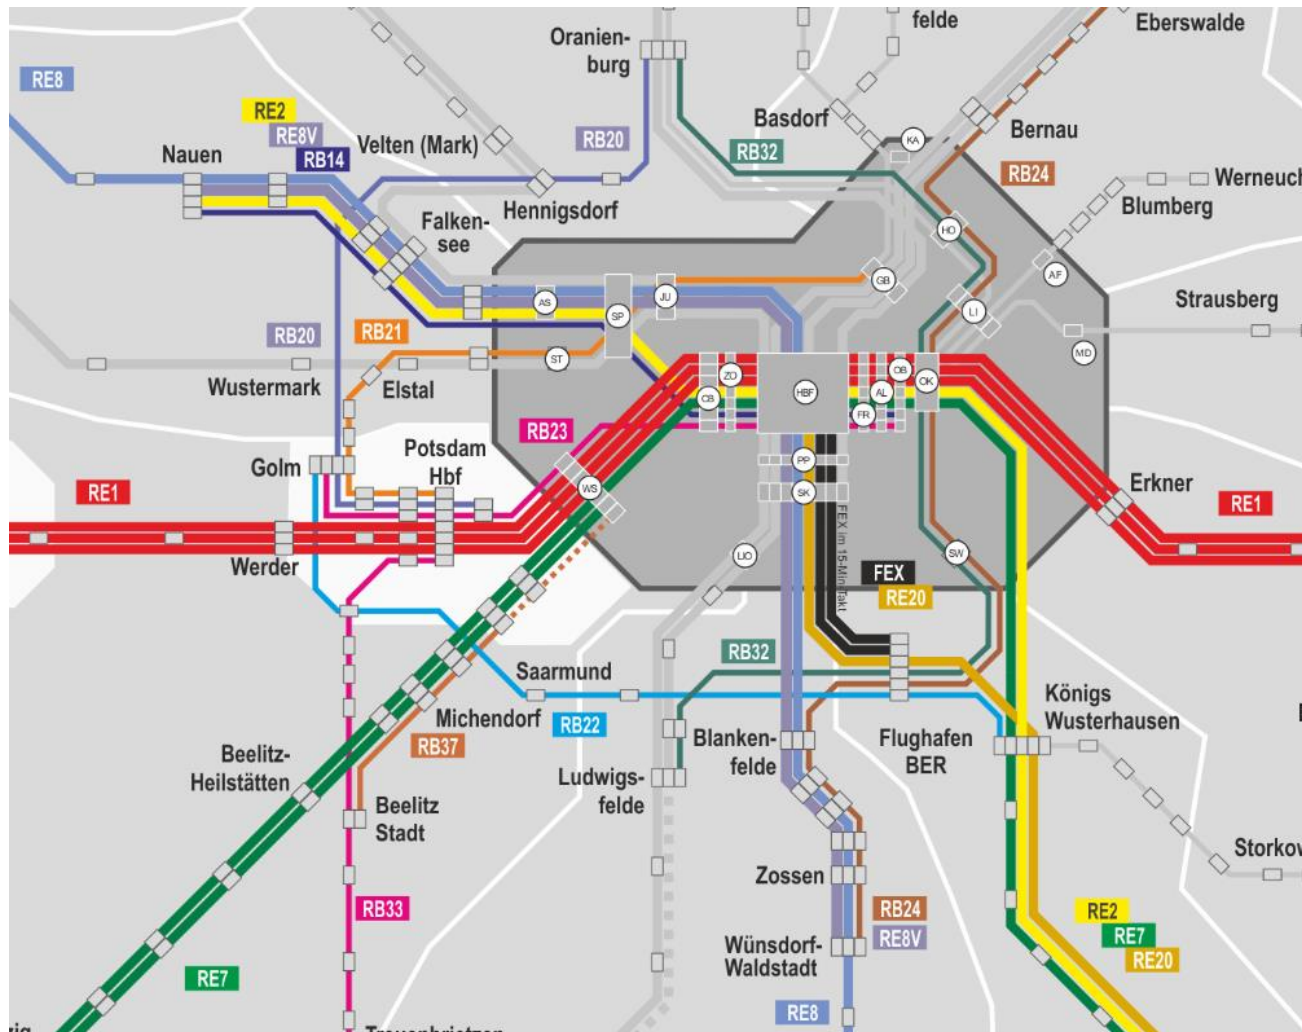 felde
Eberswalde
Oranien-
burg
RE8
RE2
RE8V
RB14
Nauen
Velten (Mark)
RB20
Basdorf
RB32
KA
Bernau
RB24
Werneuch
Blumberg
Hennigsdorf
Falken-
see
HO
AF
GB
JU
AS
SP
LI
Strausberg
RB20
RB21
ST
MD
Wustermark
Elstal
ZO
CB
HBF
OB
AL
OK
FR
RB23
Golm
Potsdam
Hbf
PP
SK
WS
RE1
Erkner
RE1
Werder
LIO
FEX im 15-Min-Takt
SW
FEX
RE20
RB32
Saarmund
RB22
Michendorf
RB37
Königs
Wusterhausen
Blanken-
felde
Flughafen
BER
Beelitz-
Heilstätten
Ludwigs-
felde
Beelitz
Stadt
Storkow
Zossen
RB33
RB24
RE8V
RE2
RE7
RE20
Wünsdorf-
Waldstadt
RE7
RE8
Treuenbrietzen
zig